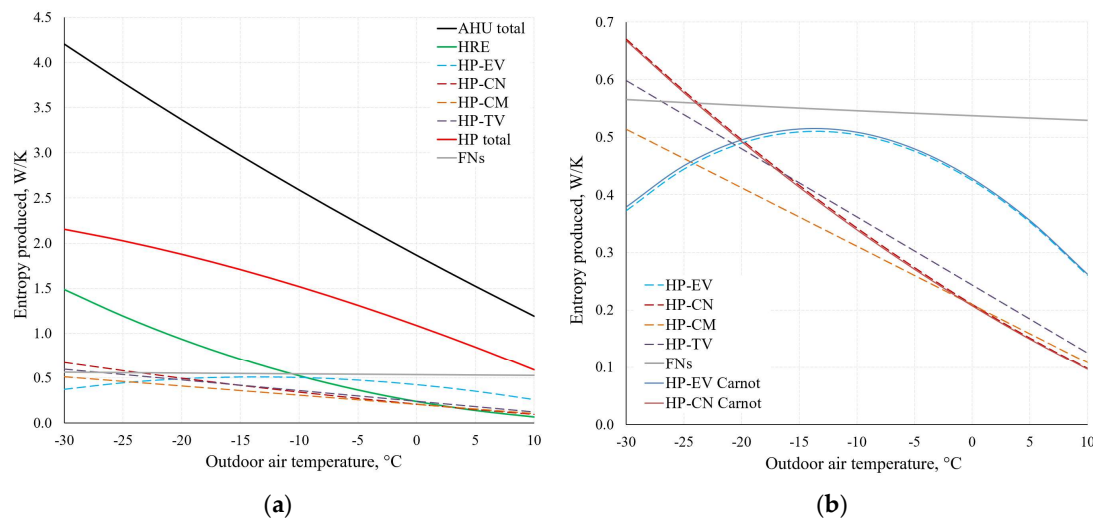 4.5
4.0
3.5
3.0
2.5
2.0
1.5
1.0
0.5
0.0
Entropy produced, W/K
-30 -25 -20 -15 -10 -5 0 5 10
Outdoor air temperature, °C
AHU total
HRE
HP-EV
HP-CN
HP-CM
HP-TV
HP total
FNs
(a)
0.7
0.6
0.5
0.4
0.3
0.2
0.1
0.0
Entropy produced, W/K
-30 -25 -20 -15 -10 -5 0 5 10
Outdoor air temperature, °C
HP-EV
HP-CN
HP-CM
HP-TV
FNs
HP-EV Carnot
HP-CN Carnot
(b)